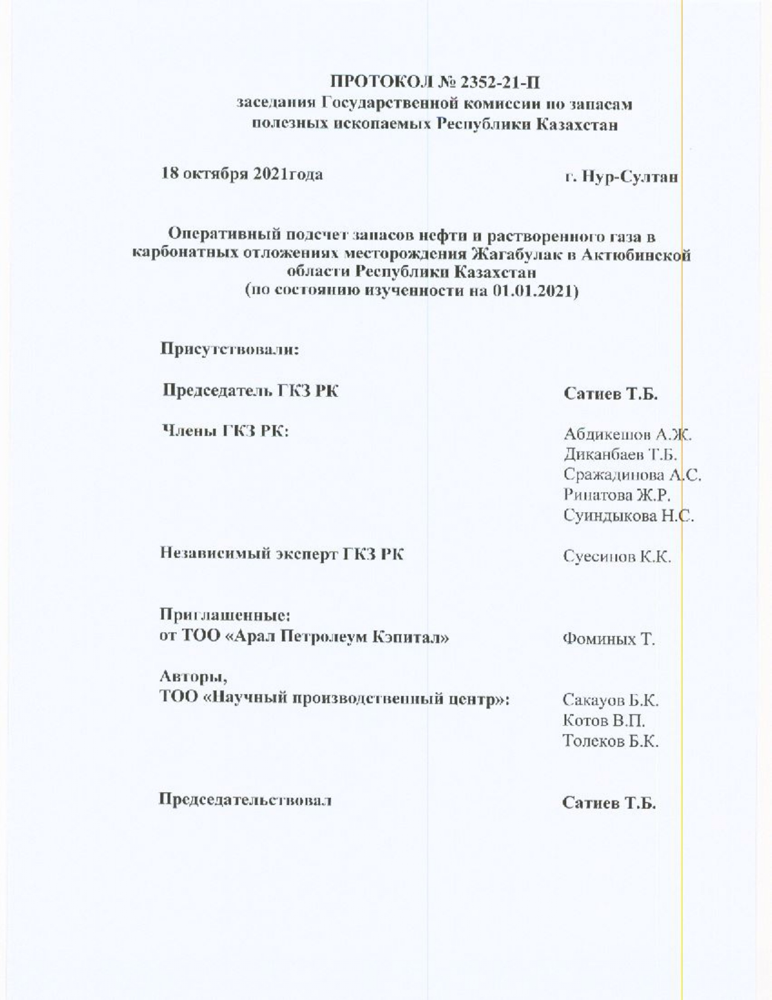 ПРОТОКОЛ № 2352-21-П
заседания Государственной комиссии по запасам
полезных ископаемых Республики Казахстан
18 октября 2021года
г. Нур-Султан
Оперативный подсчет запасов нефти и растворенного газа в
карбонатных отложениях месторождения Жагабулак в Актюбинской
области Республики Казахстан
(по состоянию изученности на 01.01.2021)
Присутствовали:
Председатель ГКЗ РК
Сатиев Т.Б.
Члены ГКЗ РК:
Абдикешов А.Ж.
Диканбаев Т.Б.
Сражадинова А.С.
Ринатова Ж.Р.
Суиндыкова Н.С.
Независимый эксперт ГКЗ РК
Суесинов К.К.
Приглашенные:
от ТОО «Арал Петролеум Кэпитал»
Фоминых Т.
Авторы,
ТОО «Научный производственный центр»:
Сакауов Б.К.
Котов В.П.
Толеков Б.К.
Председательствовал
Сатиев Т.Б.